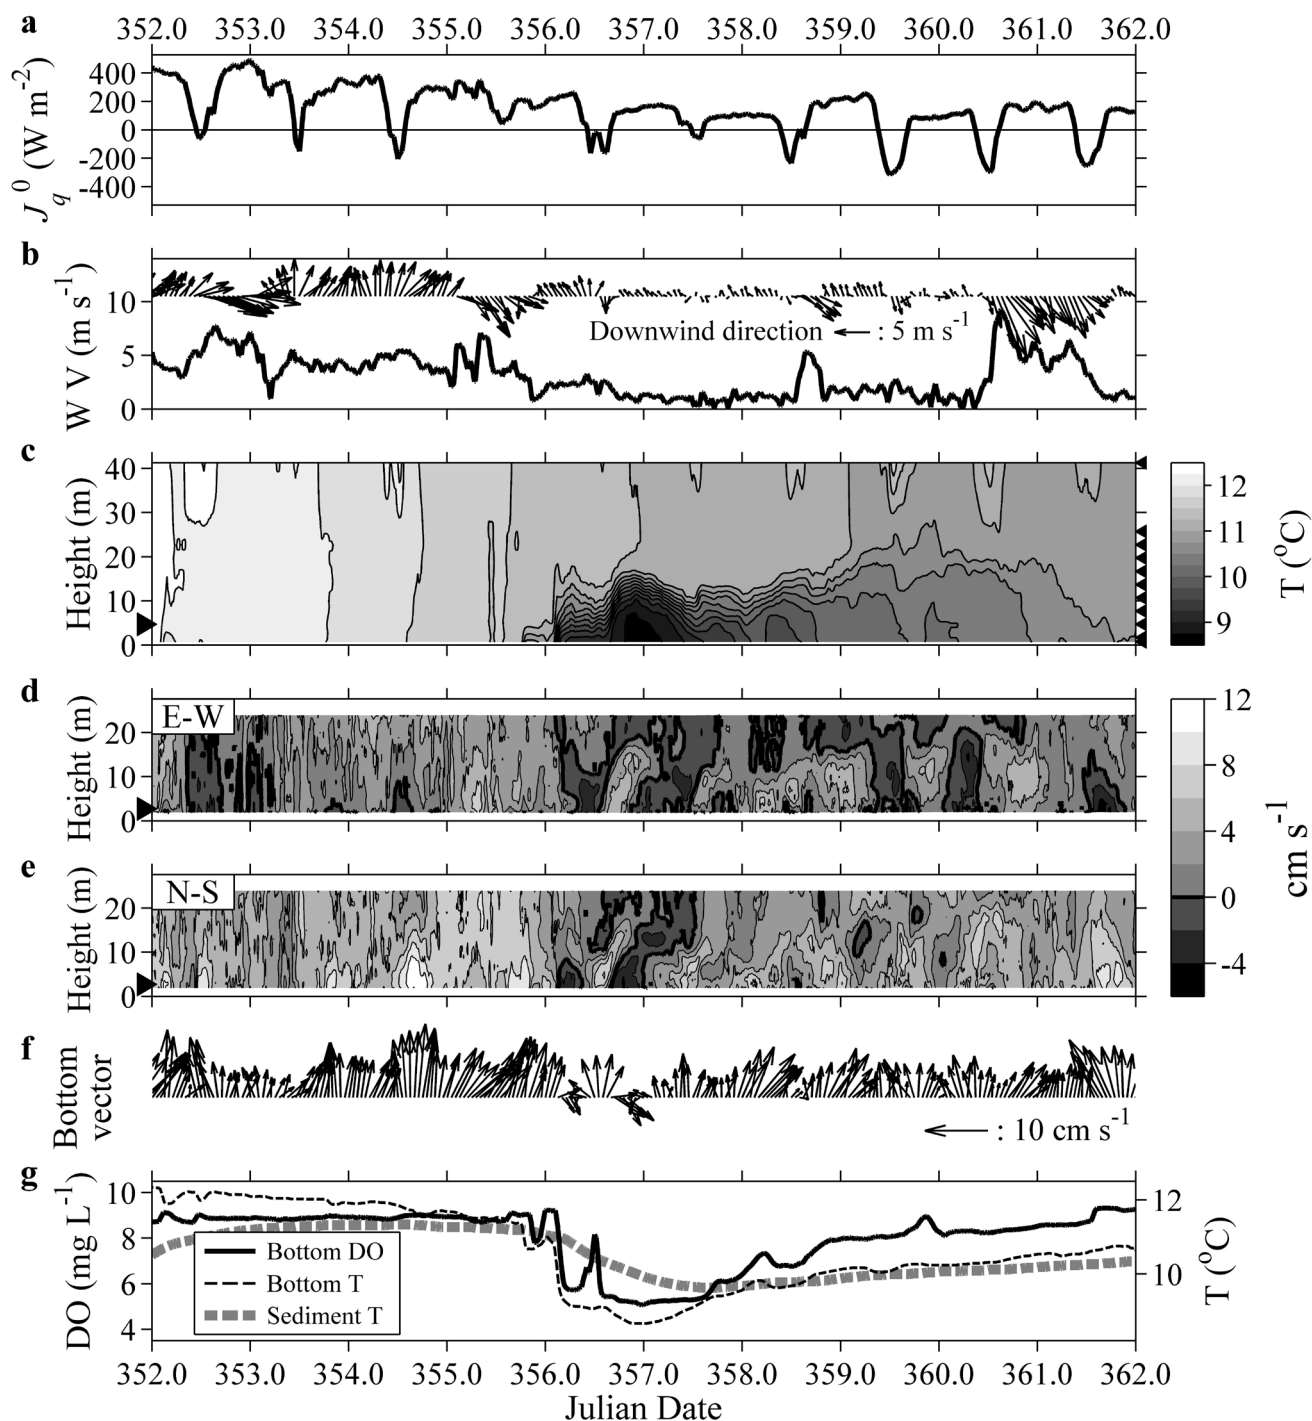 a
352.0 353.0 354.0 355.0 356.0 357.0 358.0 359.0 360.0 361.0 362.0
J_q^0 (W m^-2)
400
200
0
-200
-400
b
W V (m s^-1)
10
5
0
Downwind direction : 5 m s^-1
c
Height (m)
40
30
20
10
0
12
11
10
9
T (°C)
d
E-W
Height (m)
20
10
0
12
8
4
0
-4
cm s^-1
e
N-S
Height (m)
20
10
0
f
Bottom
vector
: 10 cm s^-1
g
DO (mg L^-1)
10
8
6
4
Bottom DO
Bottom T
Sediment T
12
10
T (°C)
352.0 353.0 354.0 355.0 356.0 357.0 358.0 359.0 360.0 361.0 362.0
Julian Date